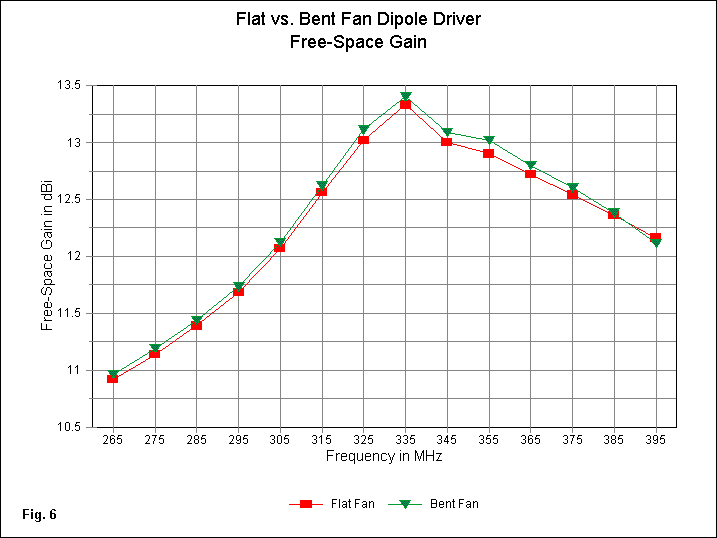 Flat vs. Bent Fan Dipole Driver
Free-Space Gain
Free-Space Gain in dBi
13.5
13
12.5
12
11.5
11
10.5
265 275 285 295 305 315 325 335 345 355 365 375 385 395
Frequency in MHz
Flat Fan Bent Fan
Fig. 6